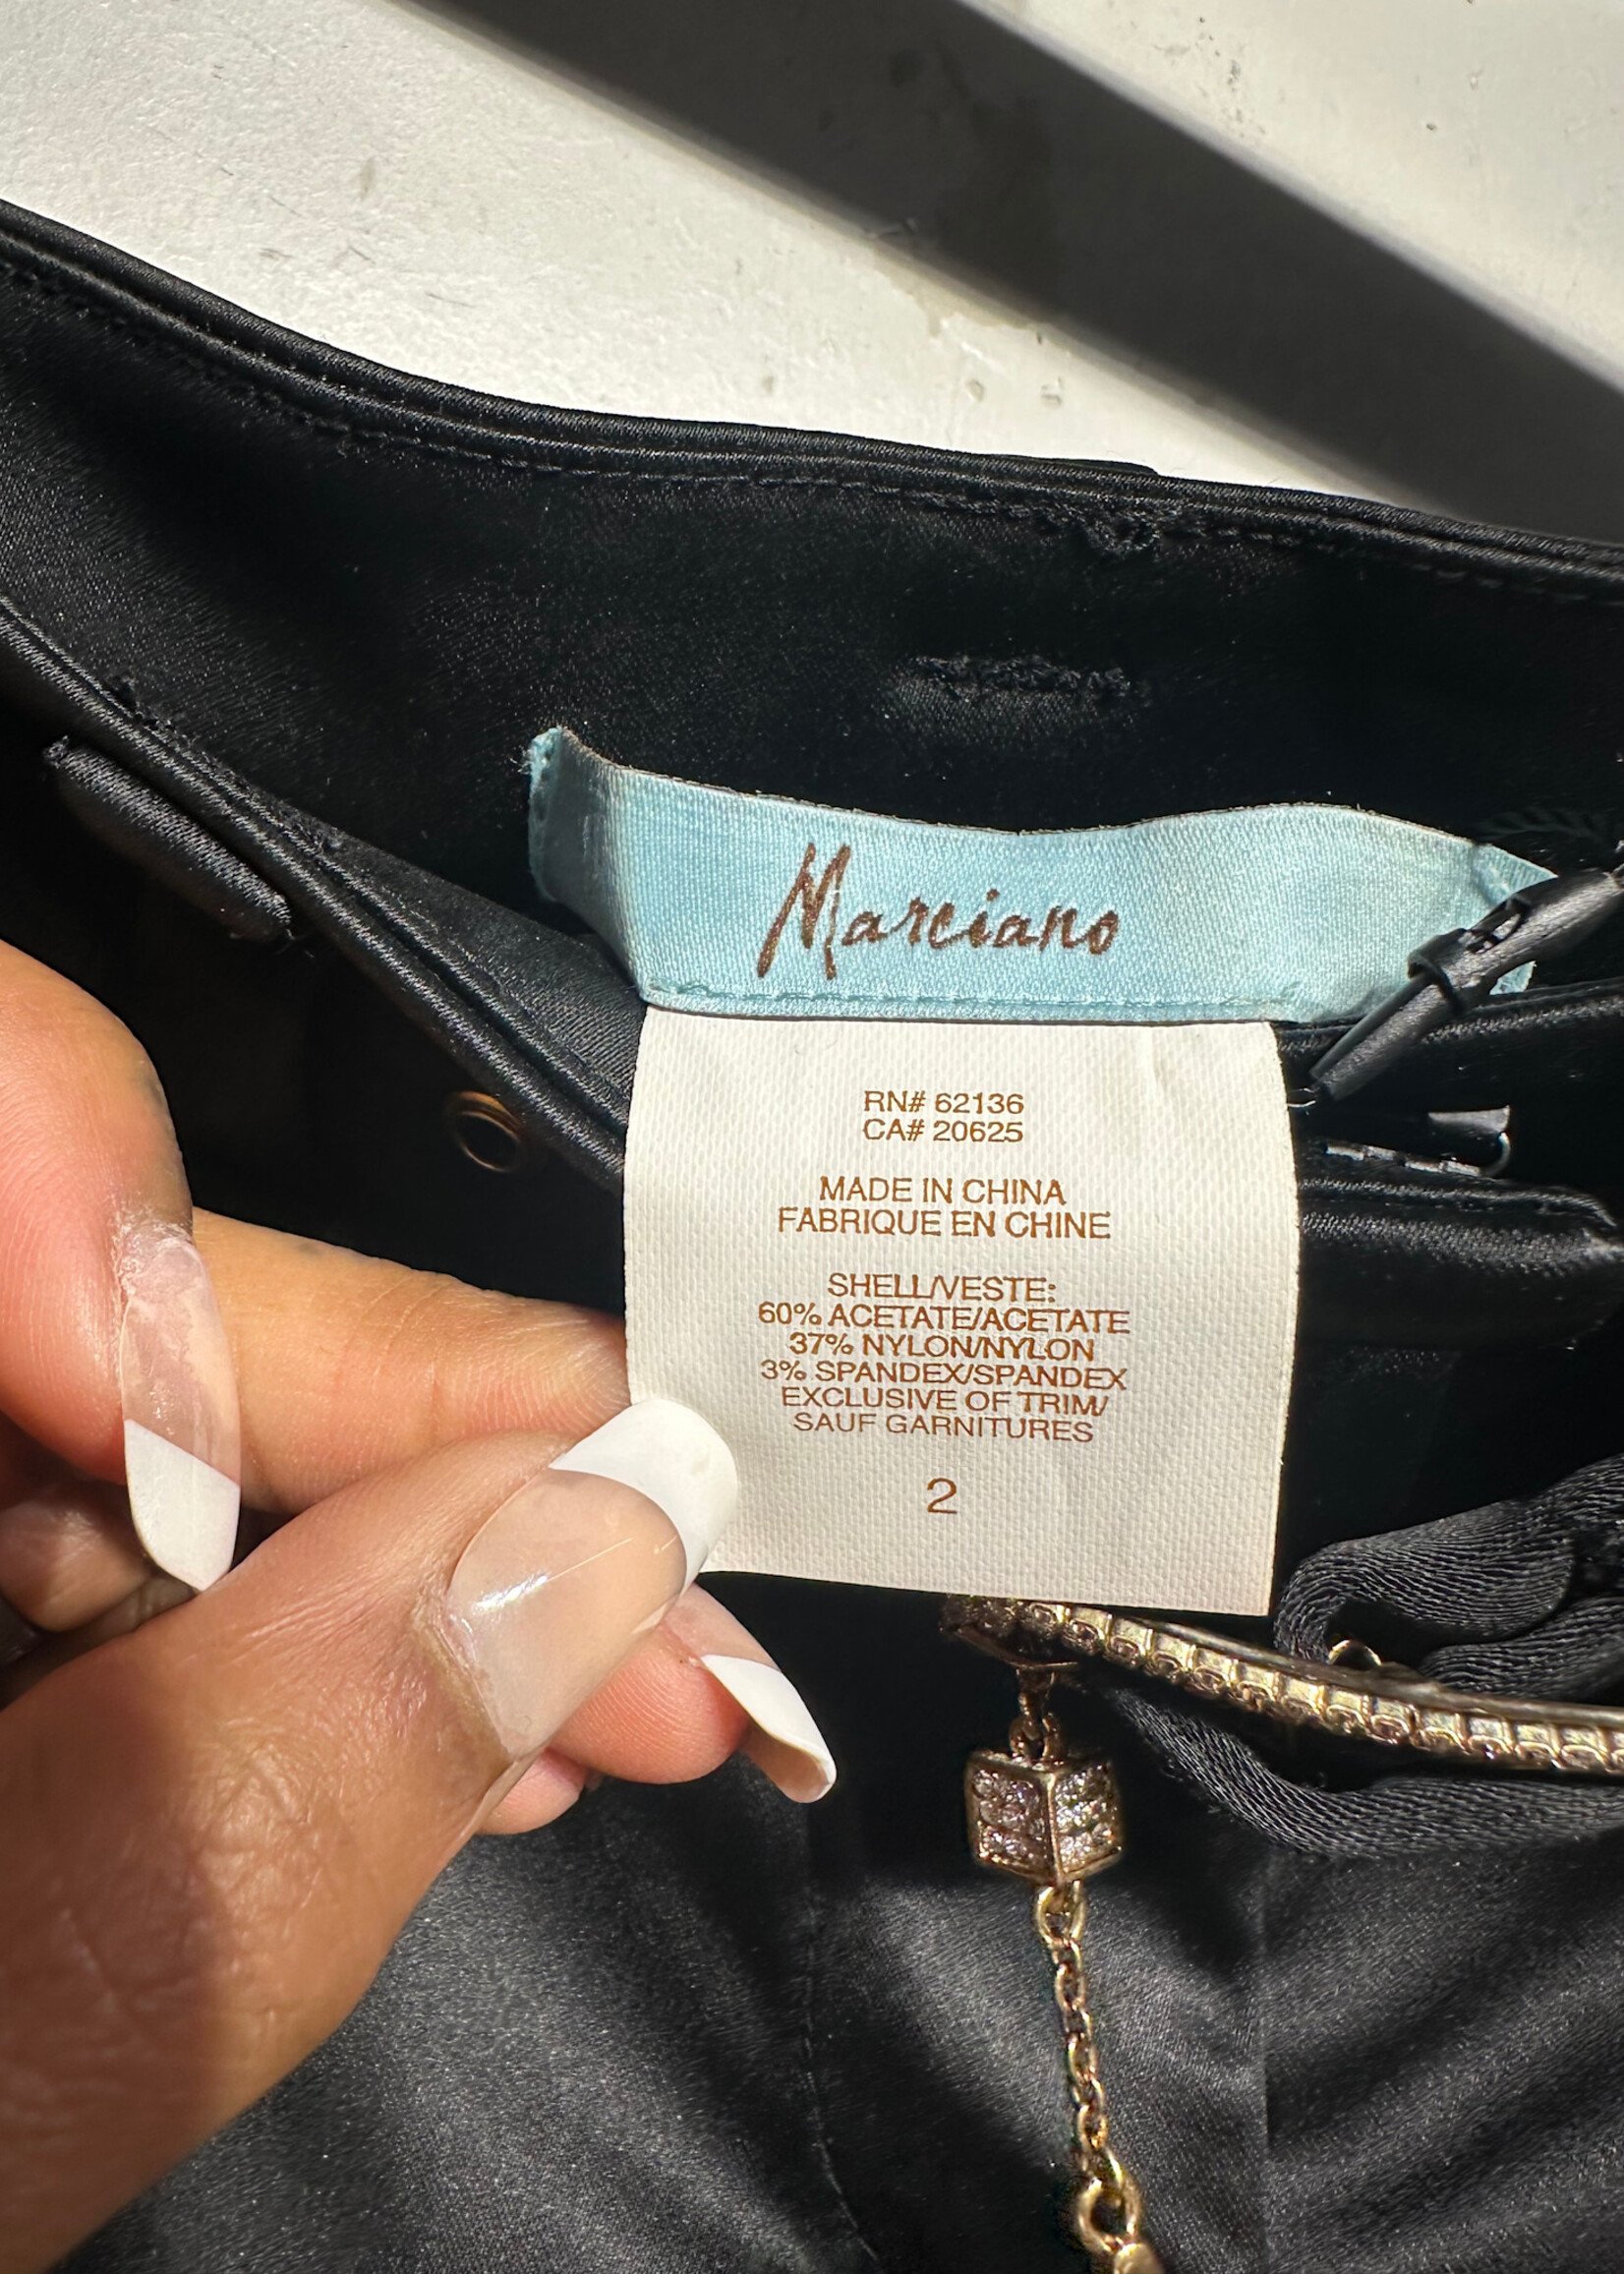 Marciano
RN# 62136
CA# 20625
MADE IN CHINA
FABRIQUE EN CHINE
SHELL/VESTE:
60% ACETATE/ACETATE
37% NYLON/NYLON
3% SPANDEX/SPANDEX
EXCLUSIVE OF TRIM/
SAUF GARNITURES
2